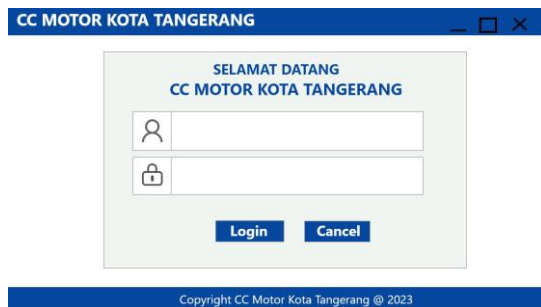 CC MOTOR KOTA TANGERANG
SELAMAT DATANG
CC MOTOR KOTA TANGERANG
Login Cancel
Copyright CC Motor Kota Tangerang @ 2023